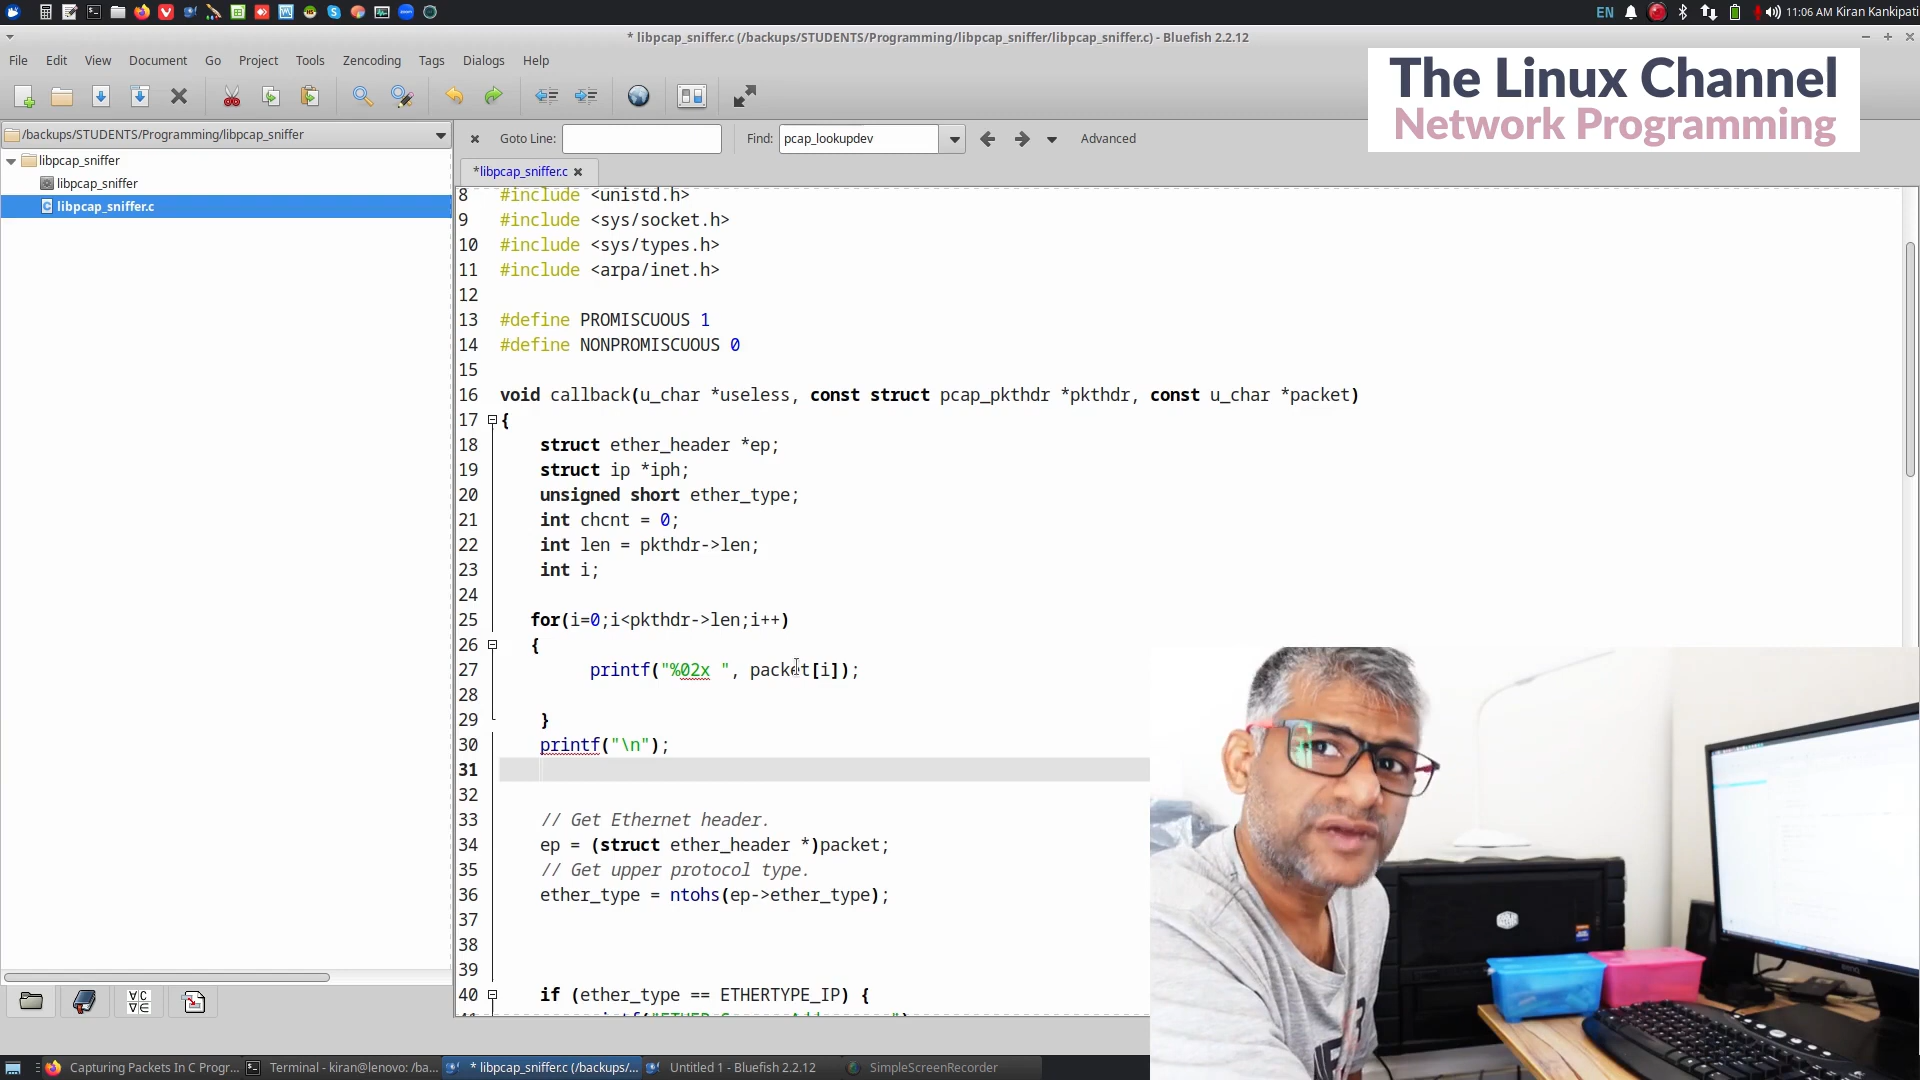 EN
11:06 AM Kiran Kankipati
* libpcap_sniffer.c (/backups/STUDENTS/Programming/libpcap_sniffer/libpcap_sniffer.c) - Bluefish 2.2.12
File Edit View Document Go Project Tools Zencoding Tags Dialogs Help
The Linux Channel
Network Programming
/backups/STUDENTS/Programming/libpcap_sniffer
Goto Line: Find: pcap_lookupdev Advanced
libpcap_sniffer
libpcap_sniffer
libpcap_sniffer.c
*libpcap_sniffer.c
8 #include <unistd.h>
9 #include <sys/socket.h>
10 #include <sys/types.h>
11 #include <arpa/inet.h>
12
13 #define PROMISCUOUS 1
14 #define NONPROMISCUOUS 0
15
16 void callback(u_char *useless, const struct pcap_pkthdr *pkthdr, const u_char *packet)
17 {
18 struct ether_header *ep;
19 struct ip *iph;
20 unsigned short ether_type;
21 int chcnt = 0;
22 int len = pkthdr->len;
23 int i;
24
25 for(i=0;i<pkthdr->len;i++)
26 {
27 printf("%02x ", packet[i]);
28
29 }
30 printf("\n");
31
32
33 // Get Ethernet header.
34 ep = (struct ether_header *)packet;
35 // Get upper protocol type.
36 ether_type = ntohs(ep->ether_type);
37
38
39
40 if (ether_type == ETHERTYPE_IP) {
Capturing Packets In C Progr...
Terminal - kiran@lenovo: /ba...
* libpcap_sniffer.c (/backups/...
Untitled 1 - Bluefish 2.2.12
SimpleScreenRecorder